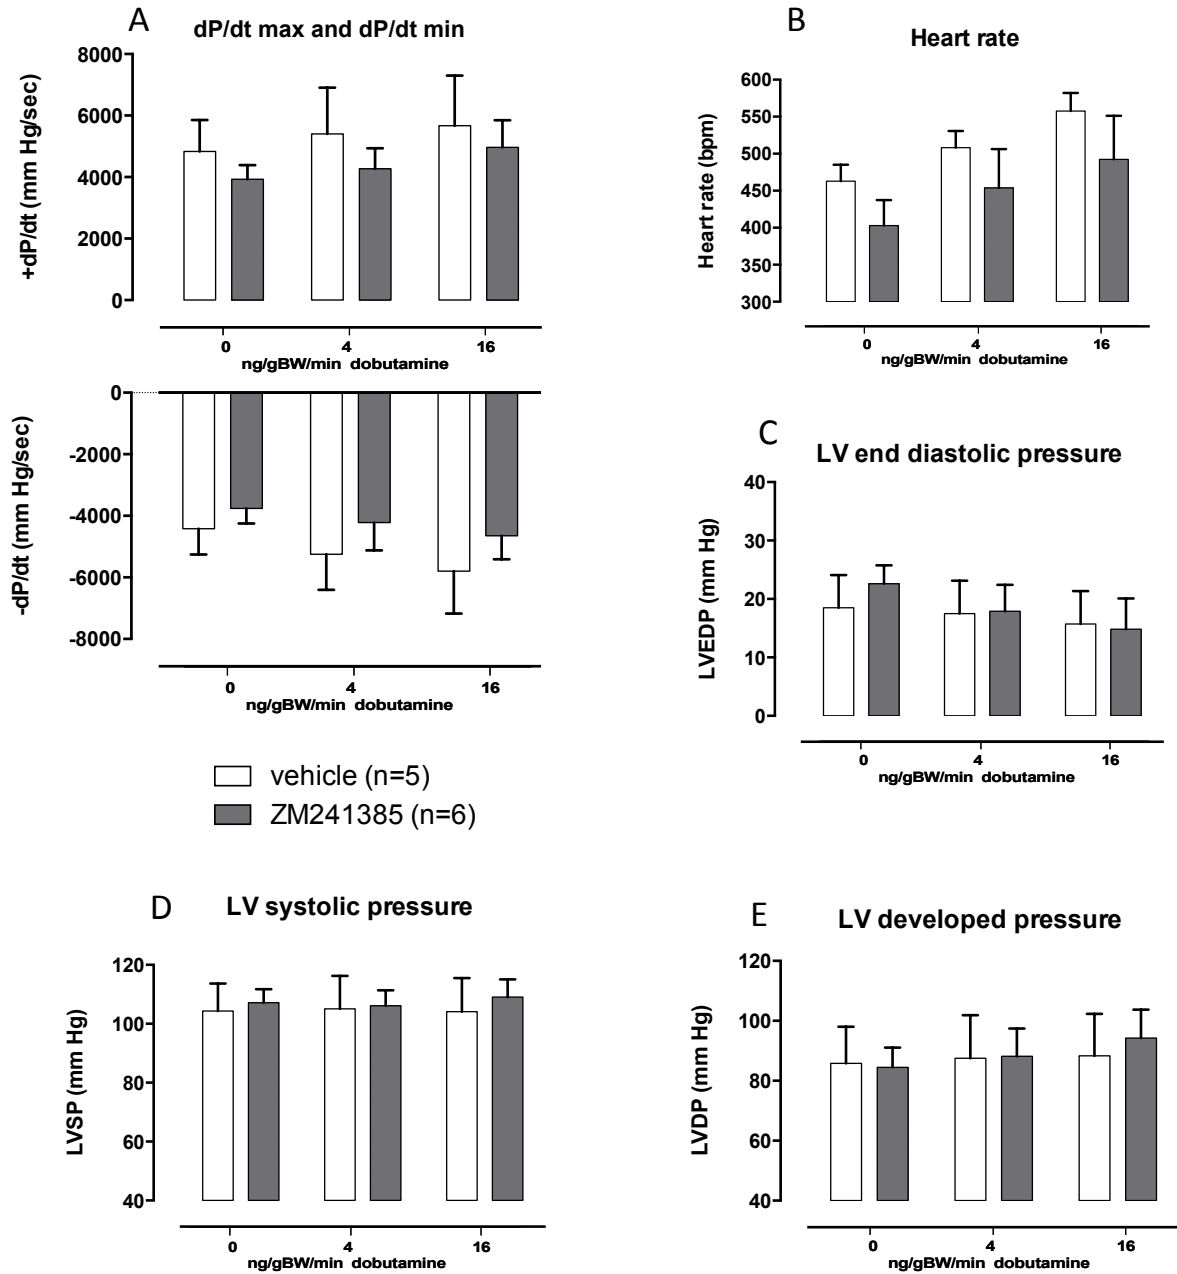 A
dP/dt max and dP/dt min
+dP/dt (mm Hg/sec)
8000
6000
4000
2000
0
0 4 16
ng/gBW/min dobutamine
-dP/dt (mm Hg/sec)
0
-2000
-4000
-6000
-8000
0 4 16
ng/gBW/min dobutamine
vehicle (n=5)
ZM241385 (n=6)
B
Heart rate
Heart rate (bpm)
600
550
500
450
400
350
300
0 4 16
ng/gBW/min dobutamine
C
LV end diastolic pressure
LVEDP (mm Hg)
40
30
20
10
0
0 4 16
ng/gBW/min dobutamine
D
LV systolic pressure
LVSP (mm Hg)
120
100
80
60
40
0 4 16
ng/gBW/min dobutamine
E
LV developed pressure
LVDP (mm Hg)
120
100
80
60
40
0 4 16
ng/gBW/min dobutamine